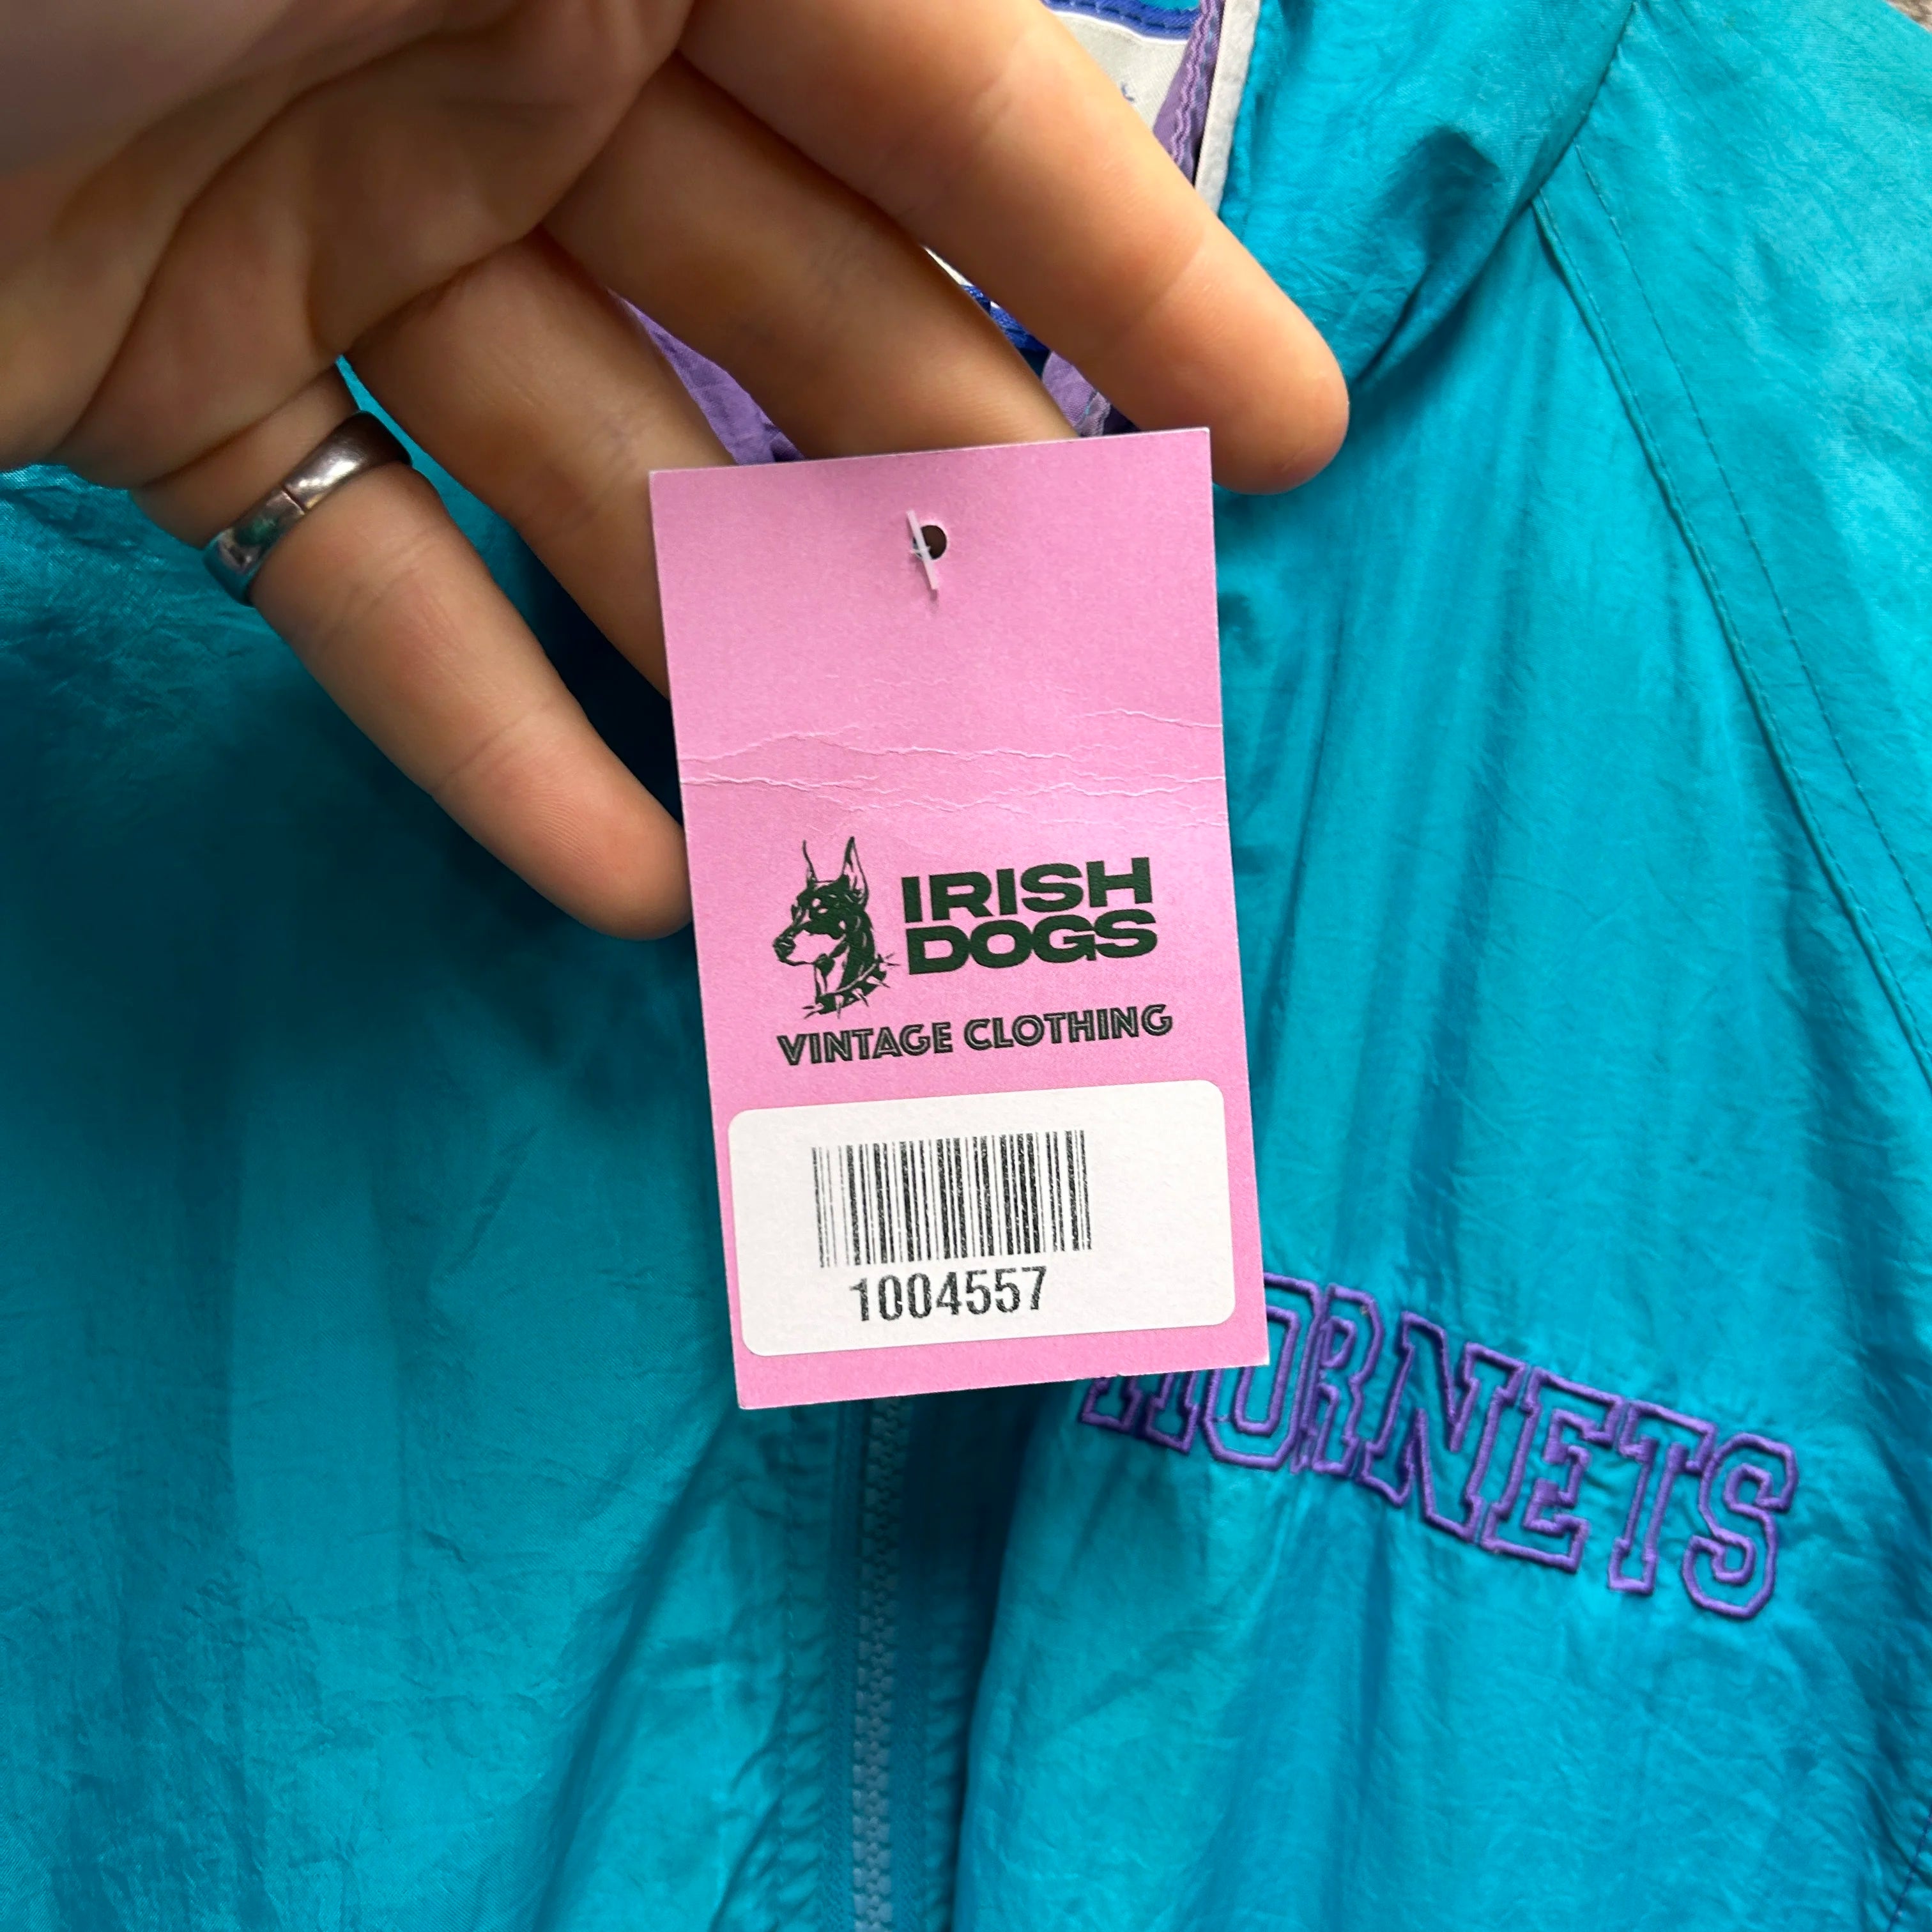 IRISH
DOGS
VINTAGE CLOTHING
1004557
HORNETS